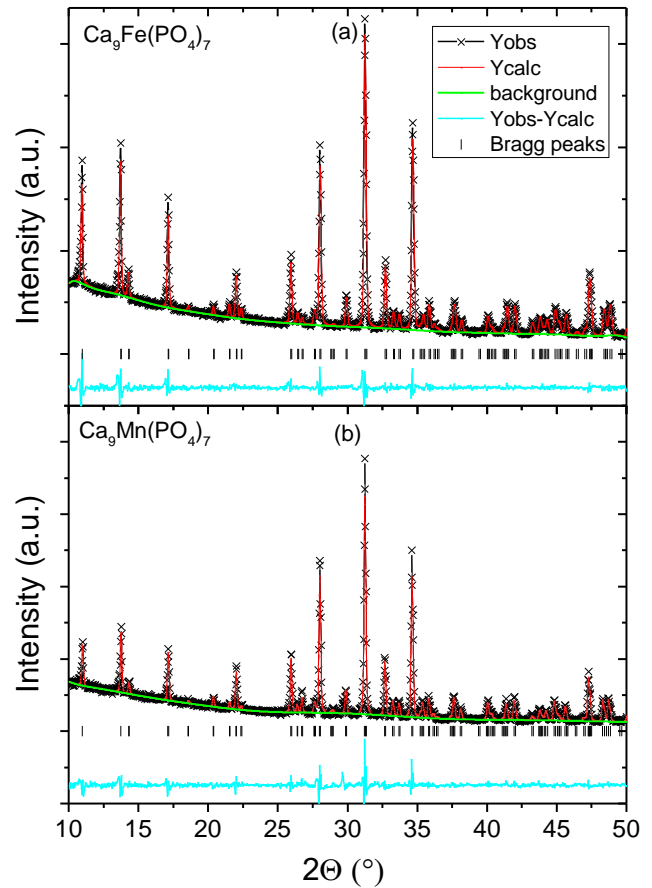 Ca₉Fe(PO₄)₇
(a)
Yobs
Ycalc
background
Yobs-Ycalc
Bragg peaks
Intensity (a.u.)
Ca₉Mn(PO₄)₇
(b)
Intensity (a.u.)
10 15 20 25 30 35 40 45 50
2Θ (°)